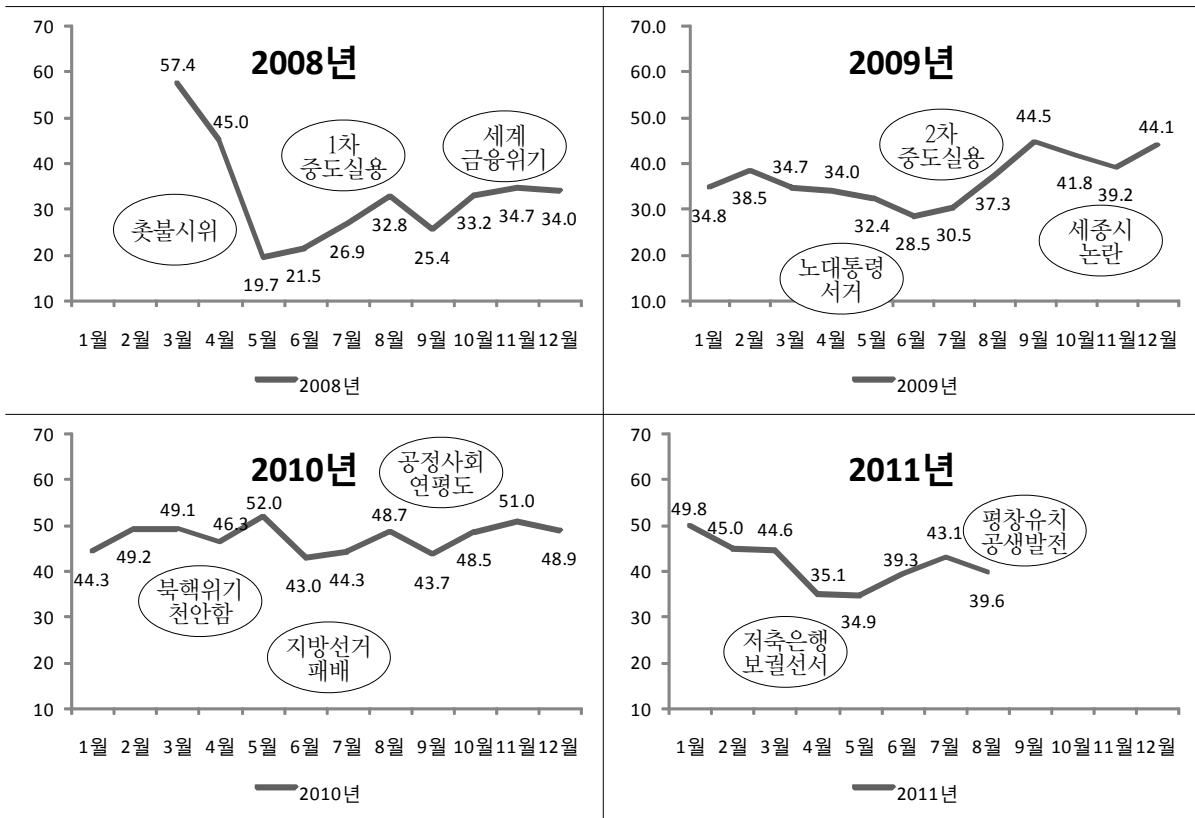 2008년
70
60
50
40
30
20
10
57.4
45.0
19.7
21.5
26.9
32.8
25.4
33.2
34.7
34.0
촛불시위
1차
중도실용
세계
금융위기
1월 2월 3월 4월 5월 6월 7월 8월 9월 10월 11월 12월
2008년
2009년
70.0
60.0
50.0
40.0
30.0
20.0
10.0
34.8
38.5
34.7
34.0
32.4
28.5
30.5
37.3
44.5
41.8
39.2
44.1
노대통령
서거
2차
중도실용
세종시
논란
1월 2월 3월 4월 5월 6월 7월 8월 9월 10월 11월 12월
2009년
2010년
70
60
50
40
30
20
10
44.3
49.2
49.1
46.3
52.0
43.0
44.3
48.7
43.7
48.5
51.0
48.9
북핵위기
천안함
지방선거
패배
공정사회
연평도
1월 2월 3월 4월 5월 6월 7월 8월 9월 10월 11월 12월
2010년
2011년
70
60
50
40
30
20
10
49.8
45.0
44.6
35.1
34.9
39.3
43.1
39.6
저축은행
보궐선서
평창유치
공생발전
1월 2월 3월 4월 5월 6월 7월 8월 9월 10월 11월 12월
2011년